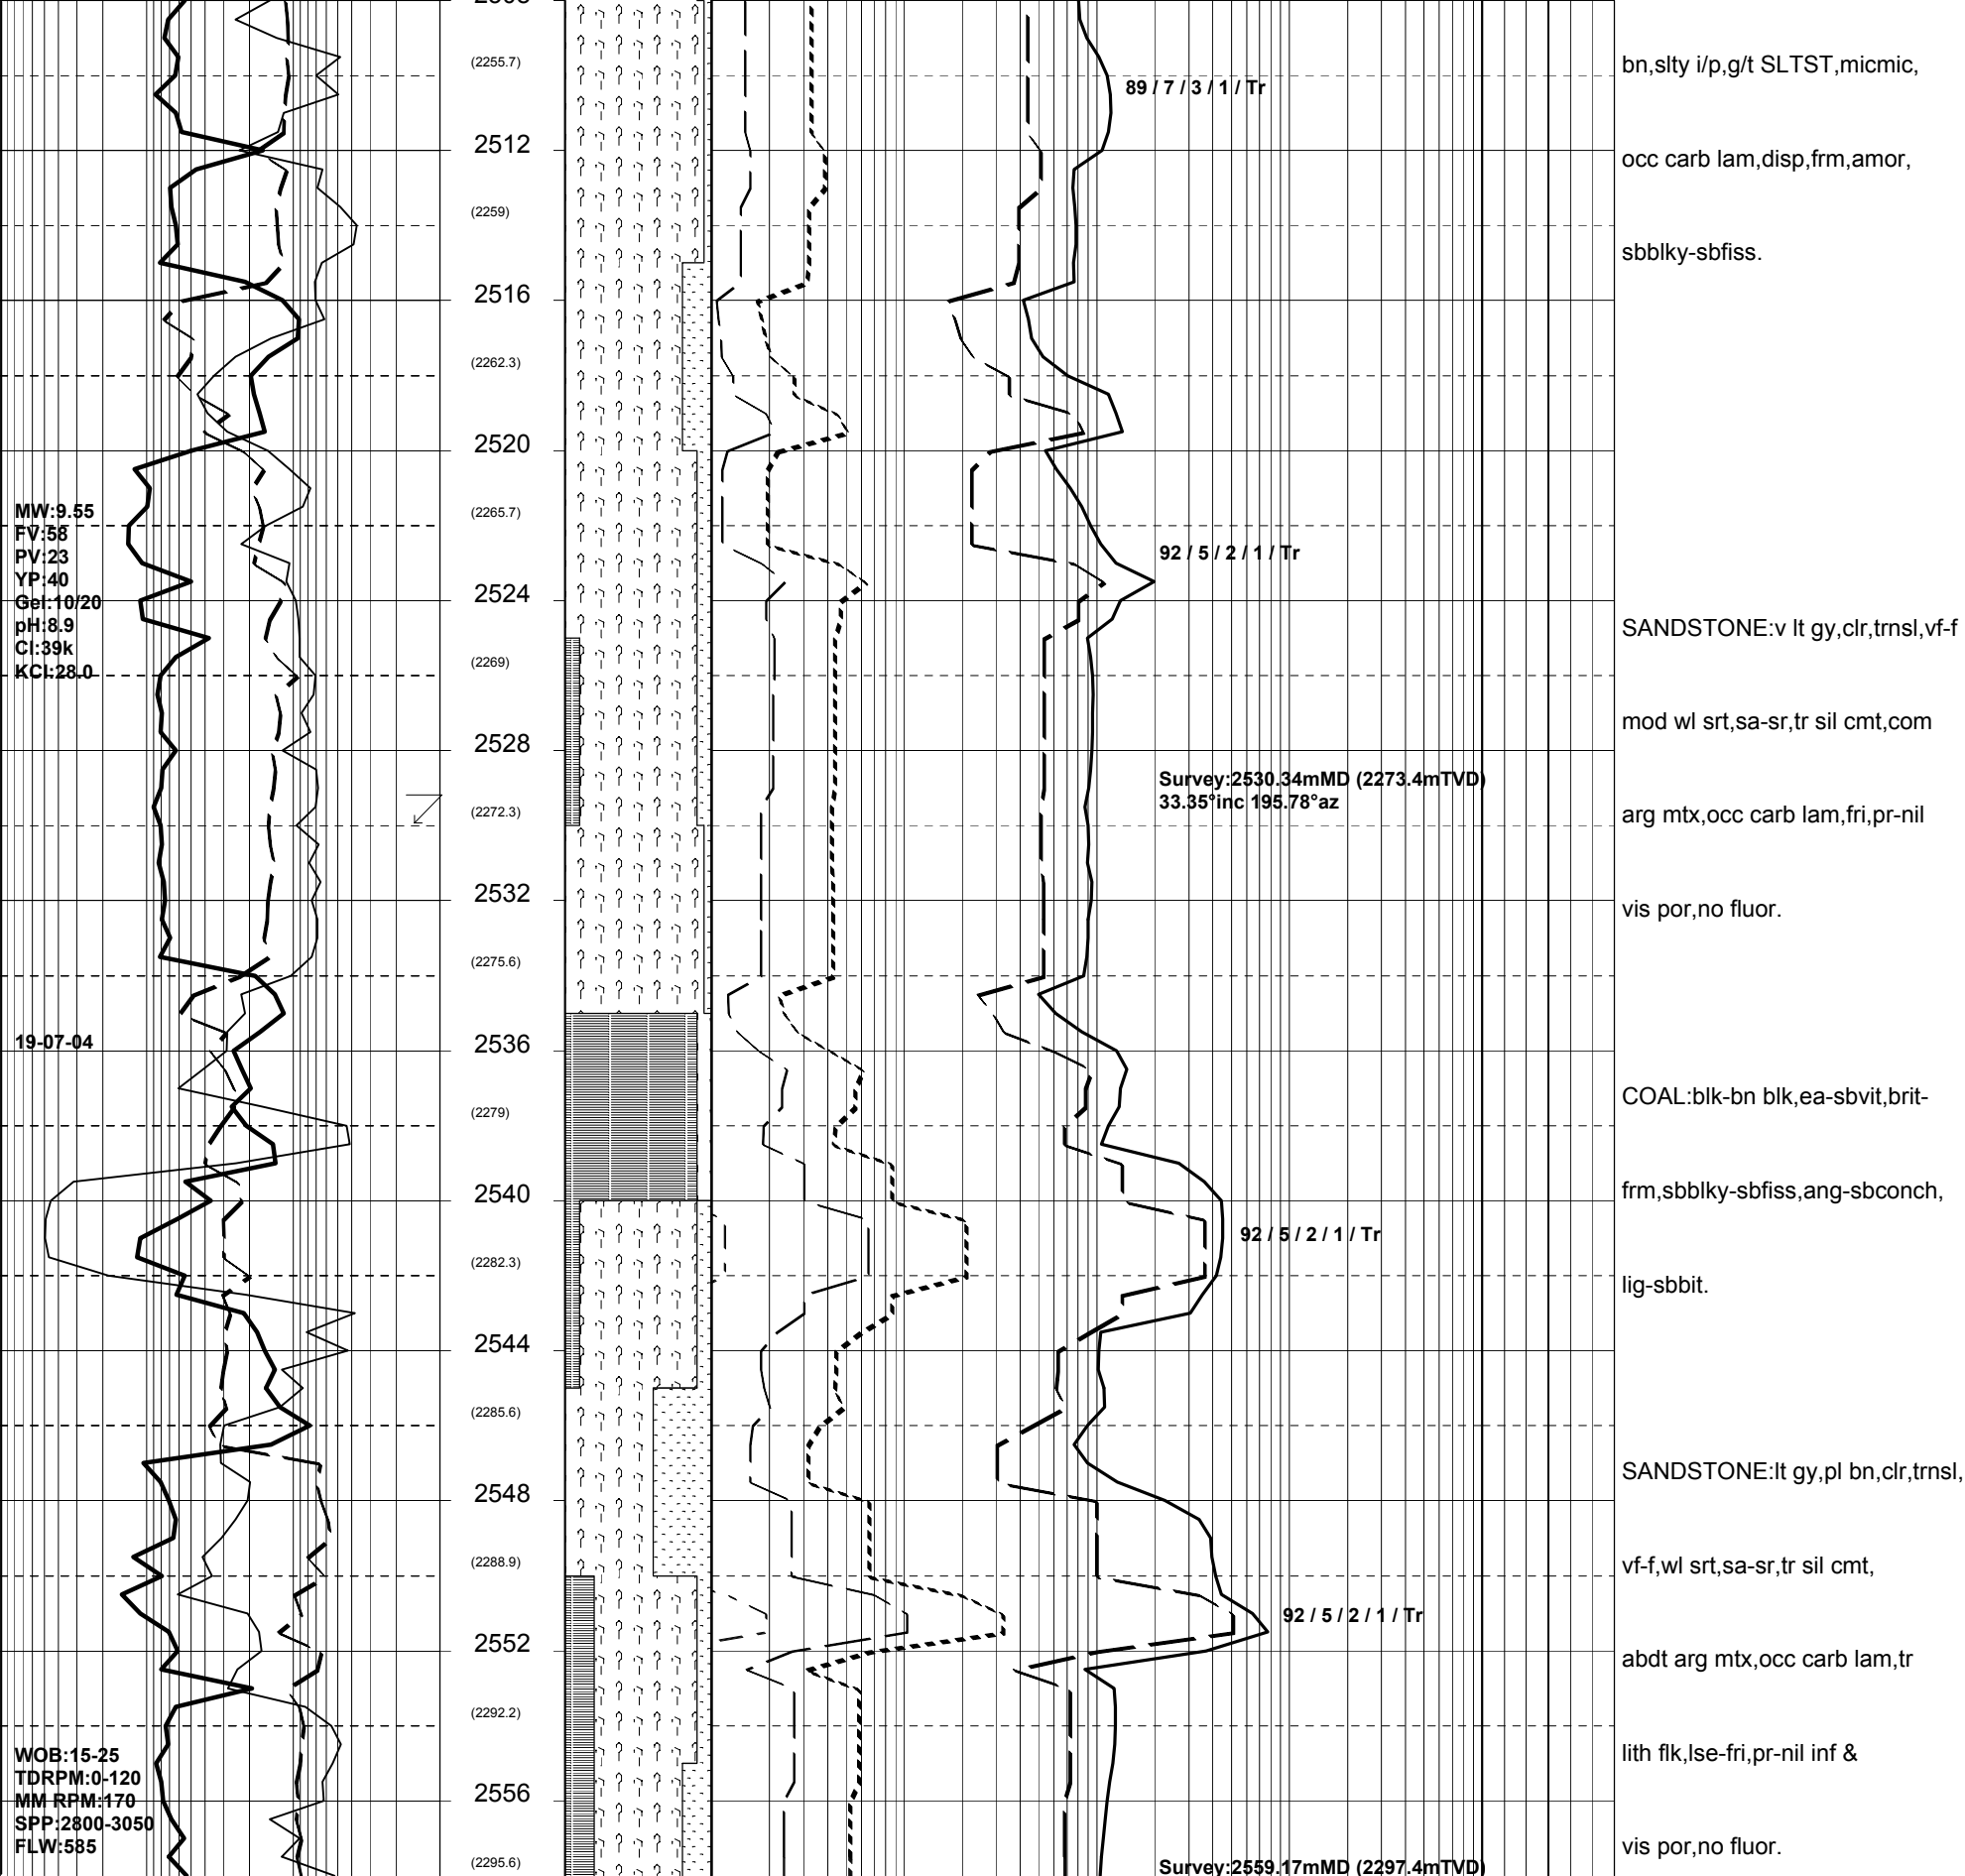 (2255.7)
bn,slty i/p,g/t SLTST,micmic,
89 / 7 / 3 / 1 / Tr
2512
occ carb lam,disp,frm,amor,
(2259)
sbblky-sbfiss.
2516
(2262.3)
2520
MW:9.55
FV:58
PV:23
YP:40
Gel:10/20
pH:8.9
Cl:39k
KCl:28.0
(2265.7)
92 / 5 / 2 / 1 / Tr
2524
SANDSTONE:v lt gy,clr,trnsl,vf-f
(2269)
mod wl srt,sa-sr,tr sil cmt,com
2528
Survey:2530.34mMD (2273.4mTVD)
33.35°inc 195.78°az
(2272.3)
arg mtx,occ carb lam,fri,pr-nil
2532
vis por,no fluor.
(2275.6)
19-07-04
2536
COAL:blk-bn blk,ea-sbvit,brit-
(2279)
frm,sbblky-sbfiss,ang-sbconch,
2540
92 / 5 / 2 / 1 / Tr
(2282.3)
lig-sbbit.
2544
(2285.6)
SANDSTONE:lt gy,pl bn,clr,trnsl,
2548
(2288.9)
vf-f,wl srt,sa-sr,tr sil cmt,
92 / 5 / 2 / 1 / Tr
2552
abdt arg mtx,occ carb lam,tr
(2292.2)
lith flk,lse-fri,pr-nil inf &
WOB:15-25
TDRPM:0-120
MM RPM:170
SPP:2800-3050
FLW:585
2556
vis por,no fluor.
(2295.6)
Survey:2559.17mMD (2297.4mTVD)